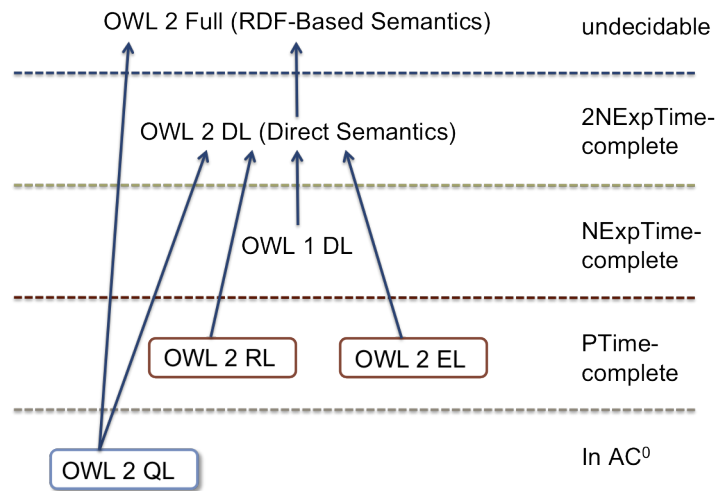 OWL 2 Full (RDF-Based Semantics)
undecidable
OWL 2 DL (Direct Semantics)
2NExpTime-
complete
OWL 1 DL
NExpTime-
complete
OWL 2 RL
OWL 2 EL
PTime-
complete
OWL 2 QL
In AC⁰